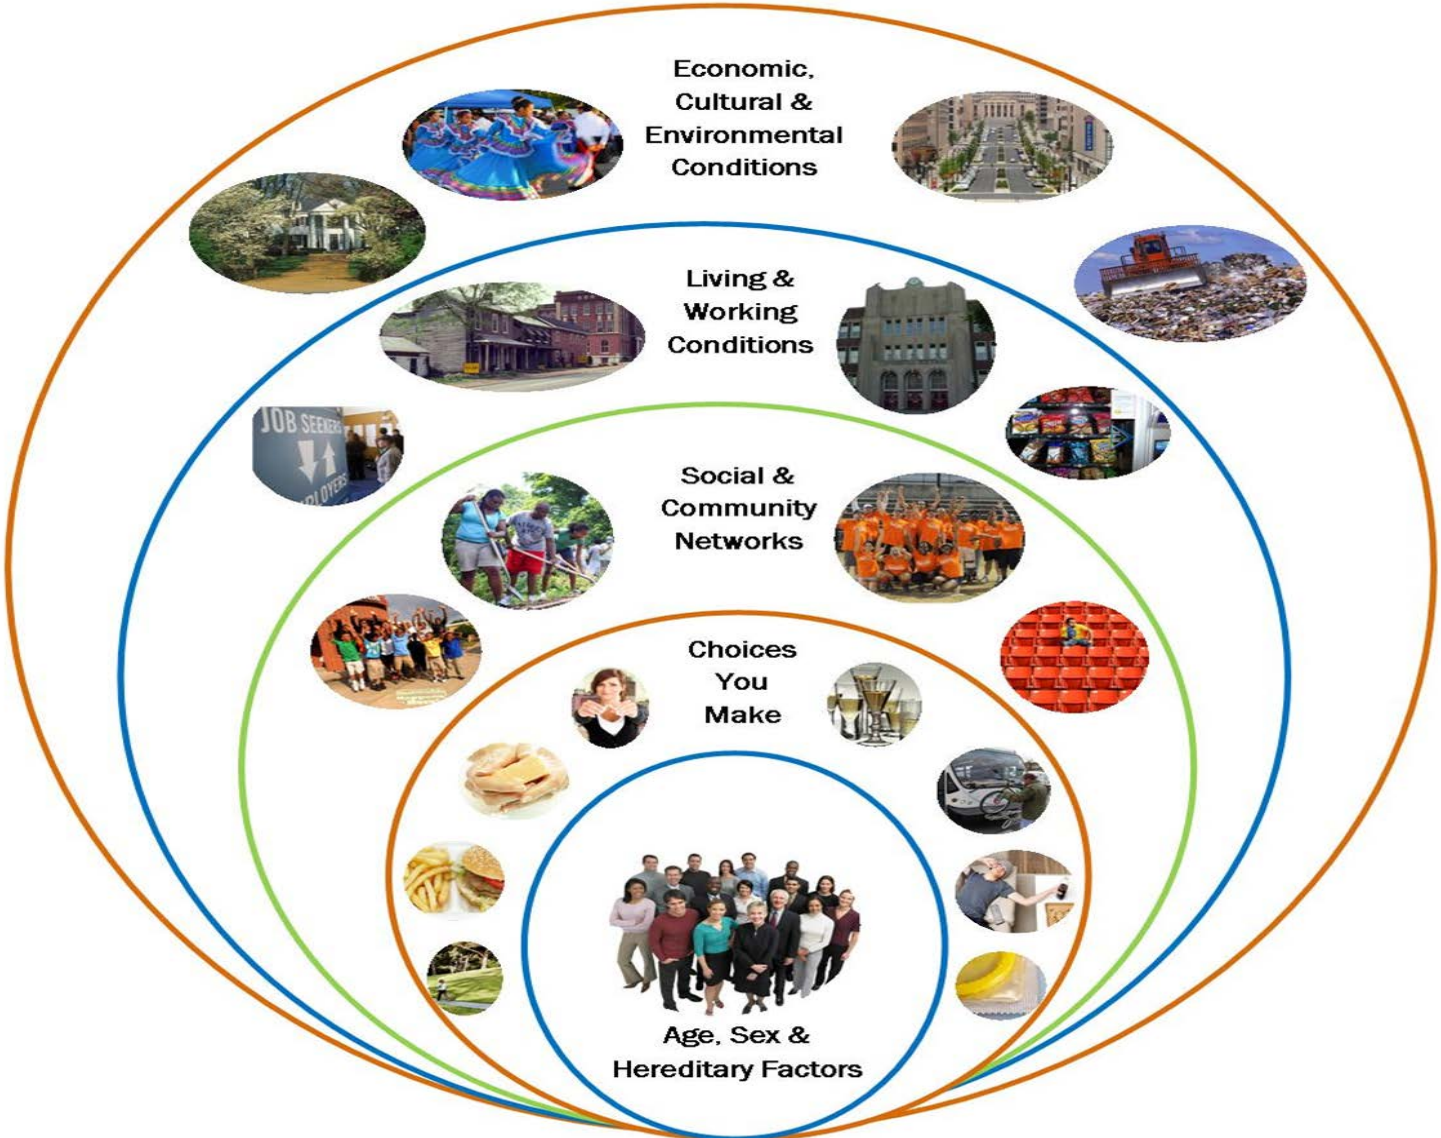 Economic,
Cultural &
Environmental
Conditions
Living &
Working
Conditions
JOB SEEKERS
Social &
Community
Networks
Choices
You
Make
Age, Sex &
Hereditary Factors